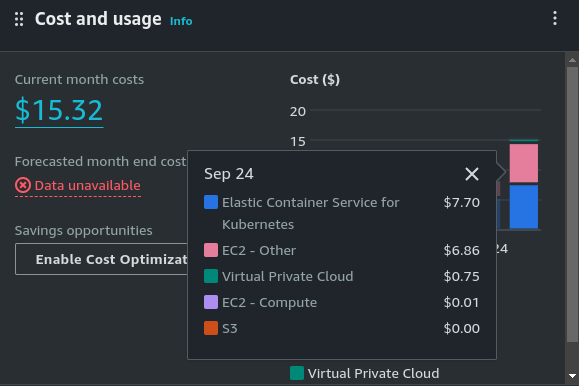 Cost and usage Info
Current month costs
$15.32
Forecasted month end cost
Data unavailable
Savings opportunities
Enable Cost Optimizat
Cost ($)
20
15
Sep 24
Elastic Container Service for $7.70
Kubernetes
EC2 - Other $6.86
Virtual Private Cloud $0.75
EC2 - Compute $0.01
S3 $0.00
24
Virtual Private Cloud